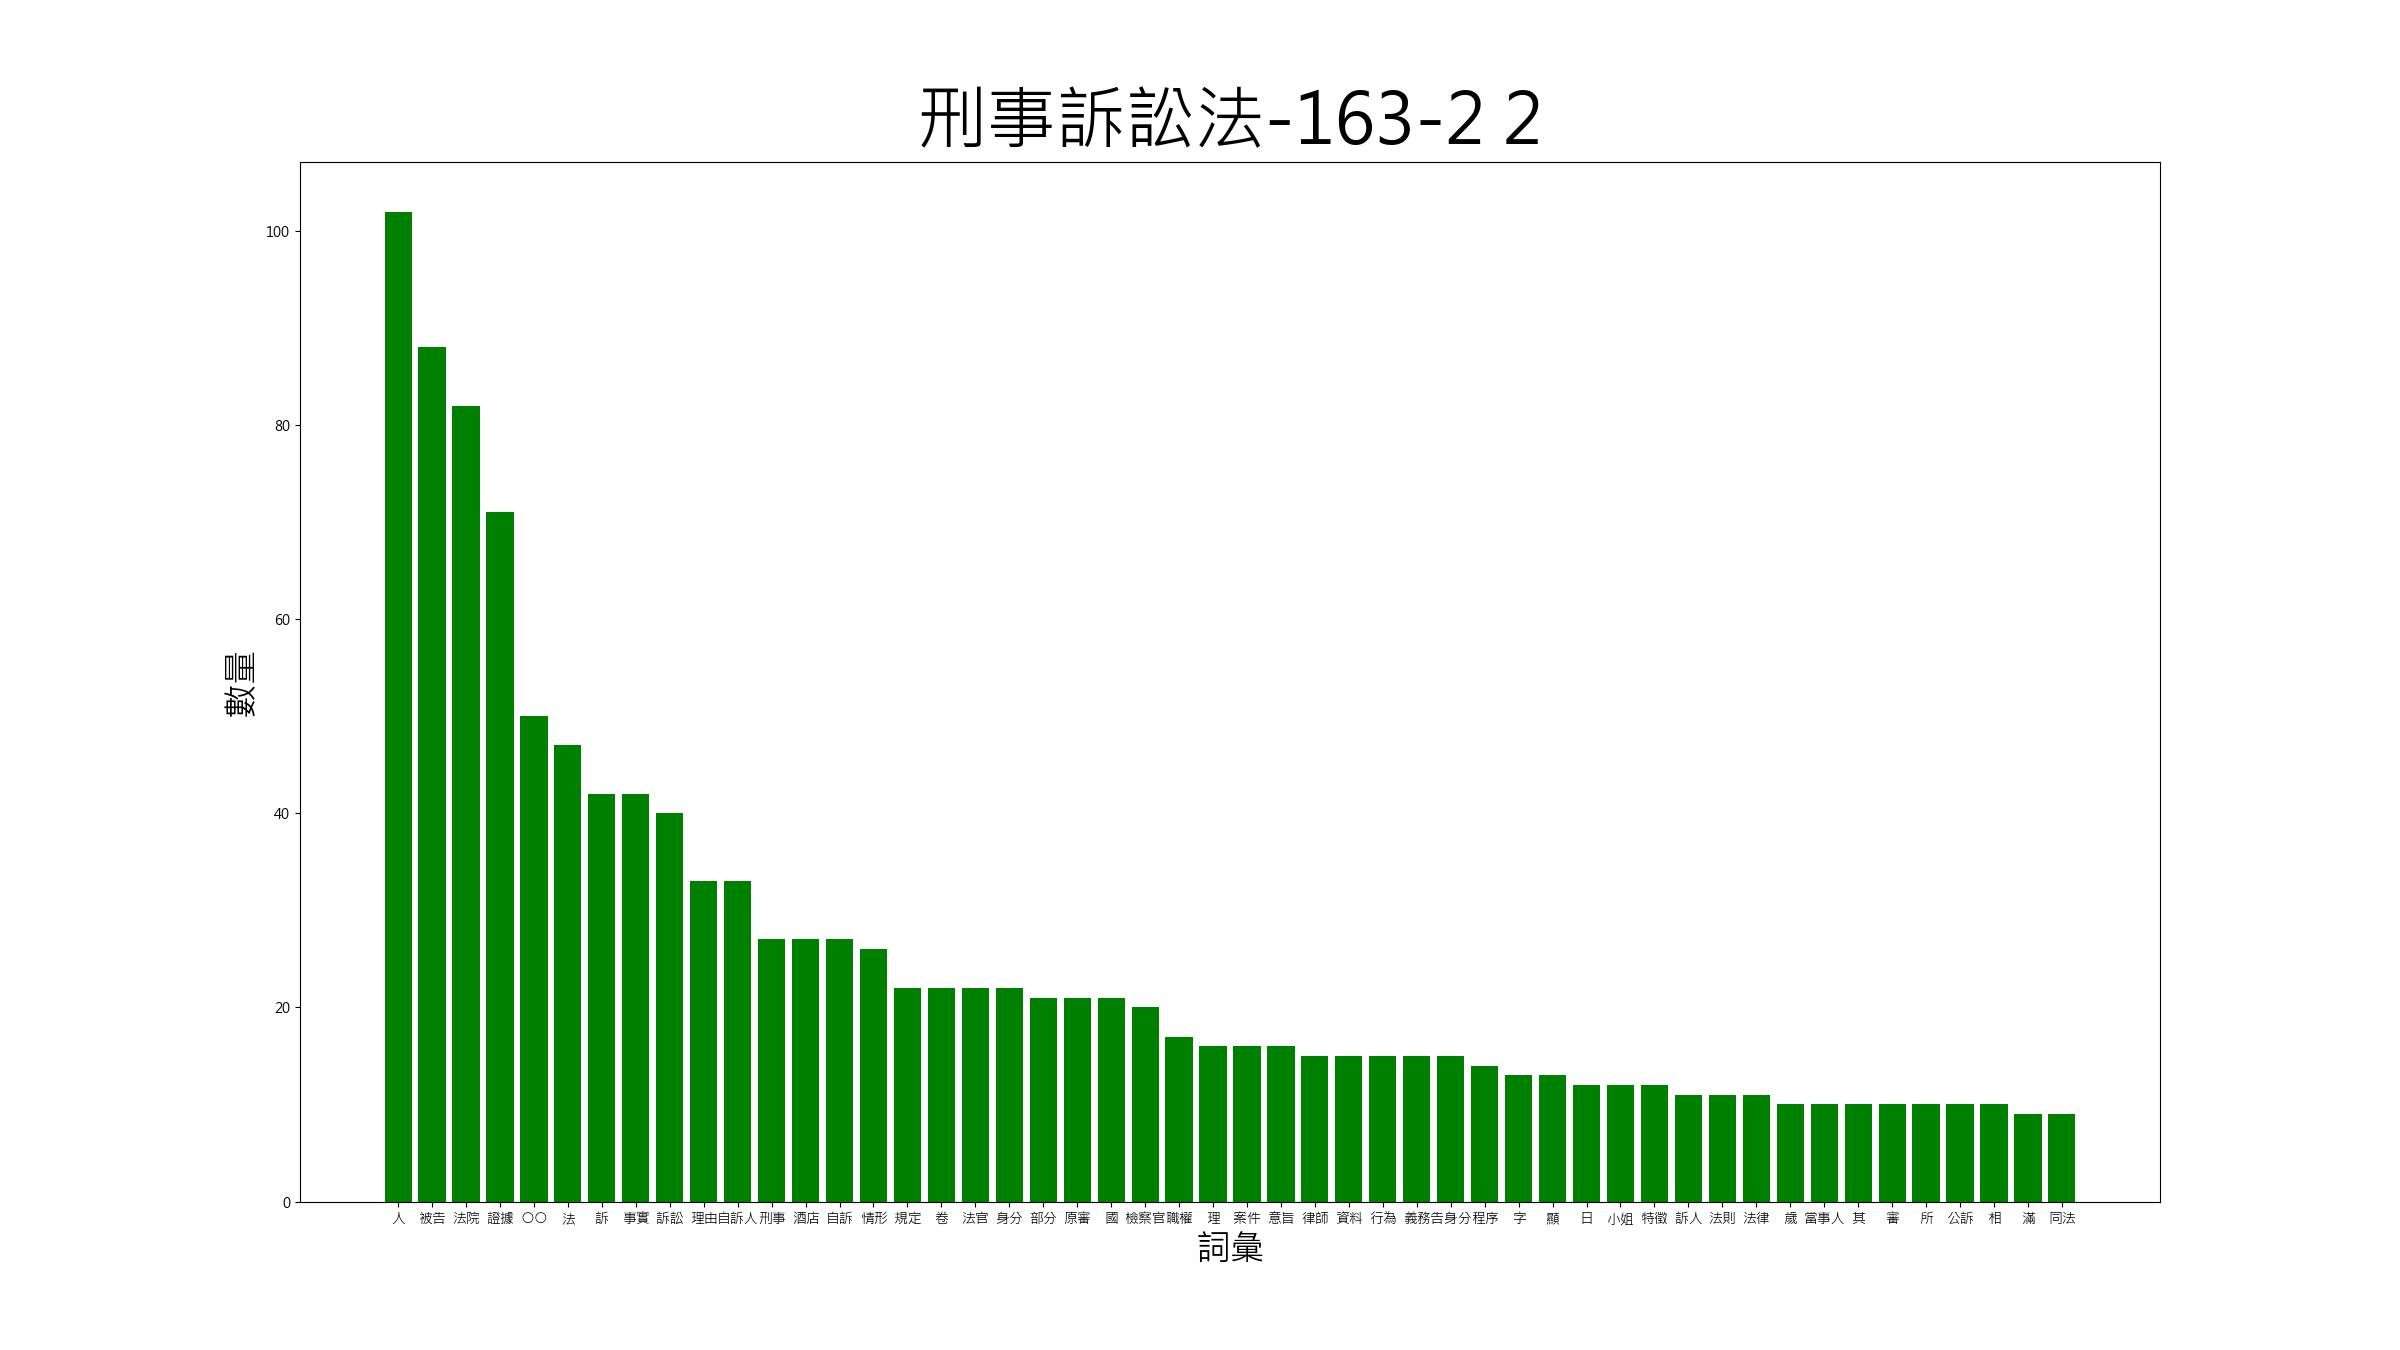 刑事訴訟法-163-2 2
數量
100
80
60
40
20
0
人 被告 法院 證據 〇〇 法 訴 事實 訴訟 理由 自訴人 刑事 酒店 自訴 情形 規定 卷 法官 身分 部分 原審 國 檢察官 職權 理 案件 意旨 律師 資料 行為 義務 告身分 程序 字 顯 日 小姐 特徵 訴人 法則 法律 歲 當事人 其 審 所 公訴 相 滿 同法
詞彙